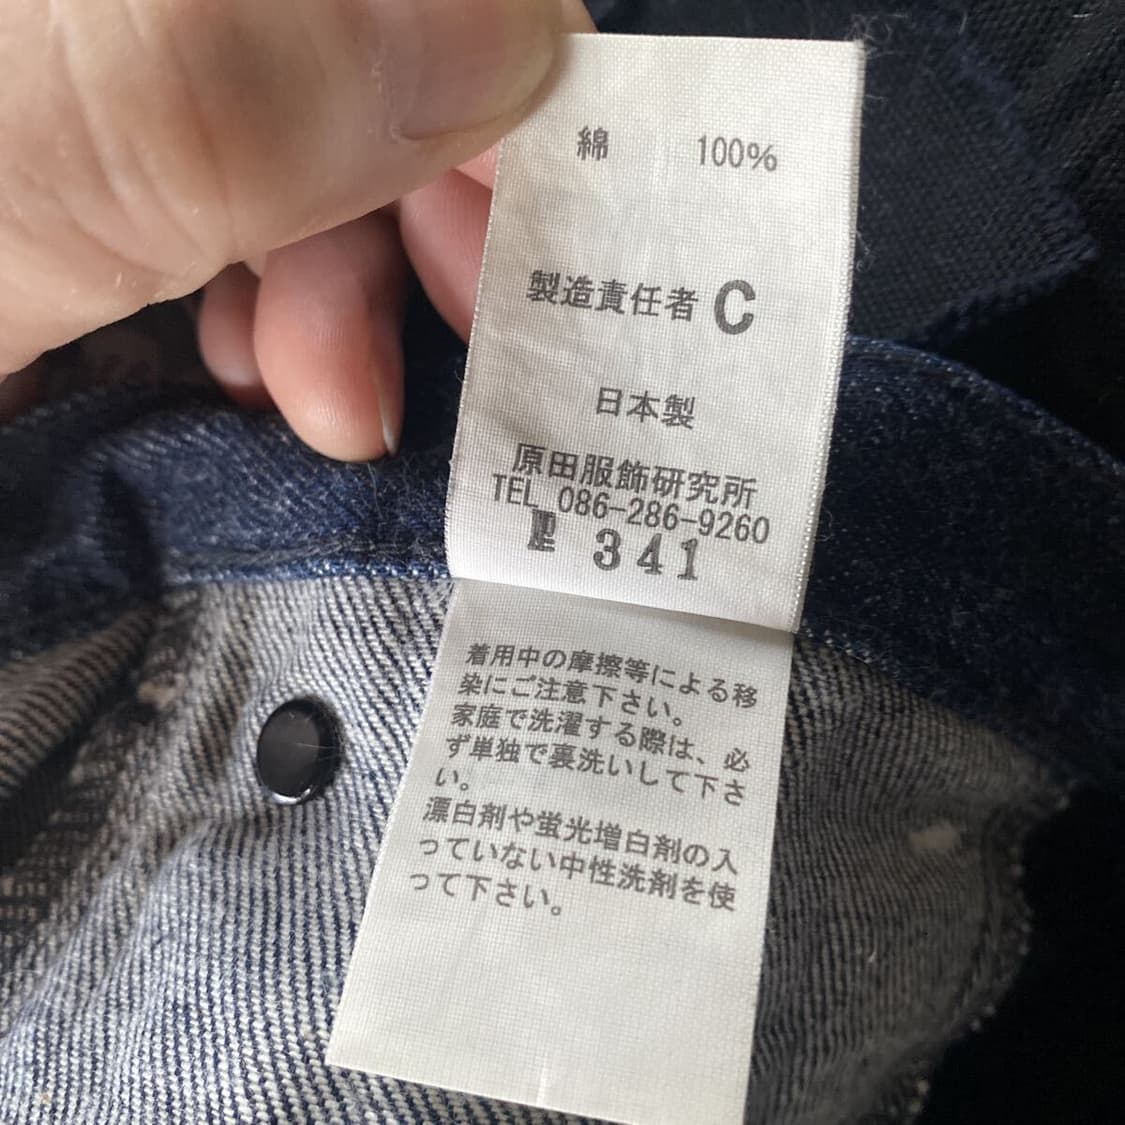 綿 100%
製造責任者 C
日本製
原田服飾研究所
TEL 086-286-9260
341
着用中の摩擦等による移
染にご注意下さい。
家庭で洗濯する際は、必
ず単独で裏洗いして下さ
い。
漂白剤や蛍光増白剤の入
っていない中性洗剤を使
って下さい。